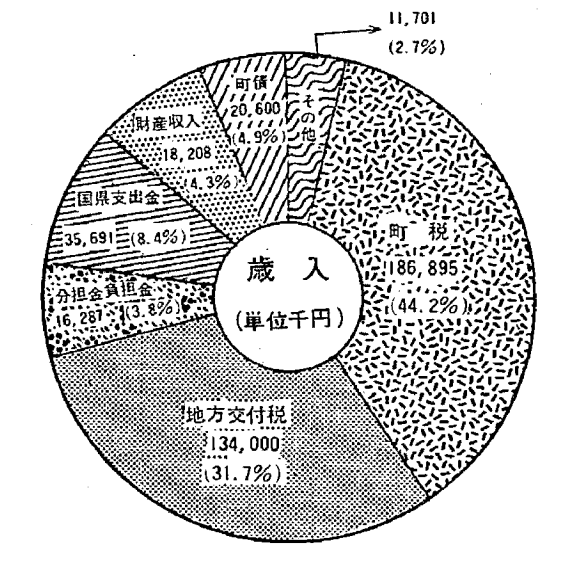 11,701
(2.7%)
その他
町債
20,600
(4.9%)
財産収入
18,208
(4.3%)
国県支出金
35,691 (8.4%)
分担金負担金
16,287 (3.8%)
地方交付税
134,000
(31.7%)
町税
186,895
(44.2%)
歳入
(単位千円)